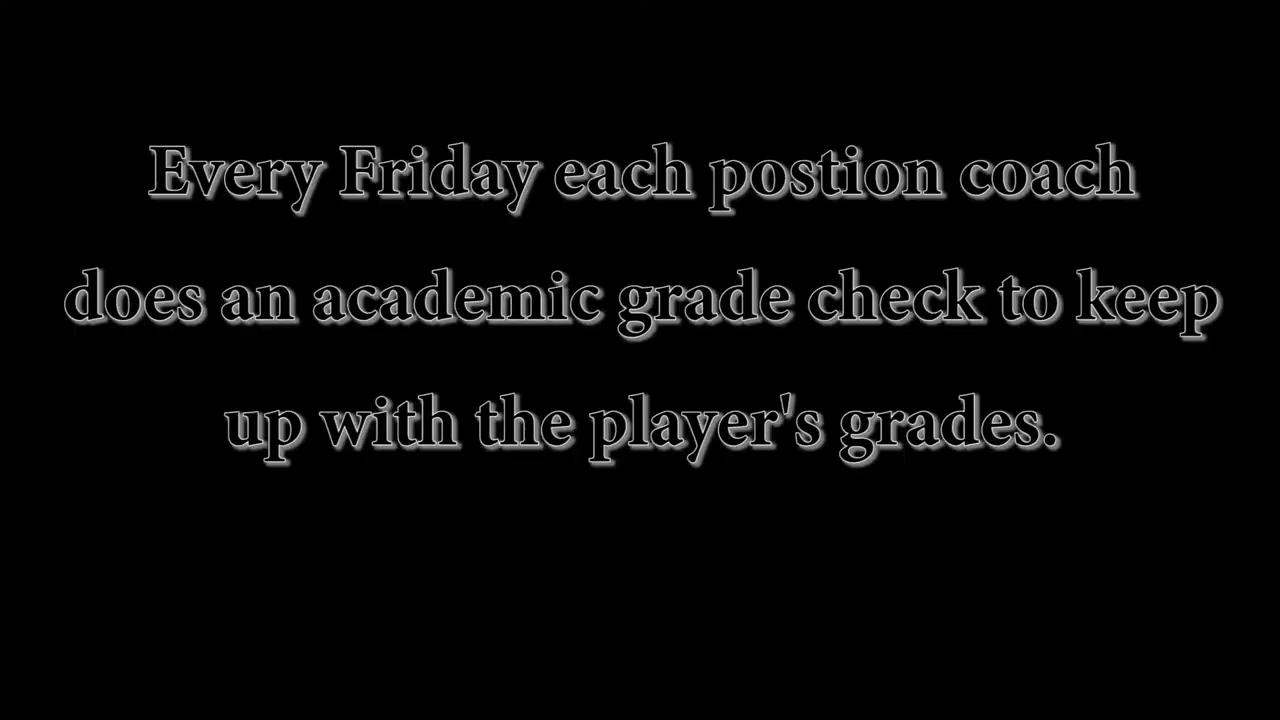 Every Friday each postion coach
does an academic grade check to keep
up with the player's grades.